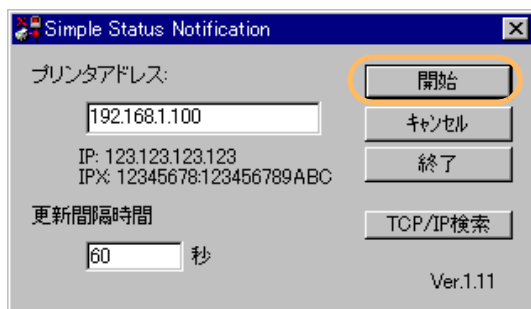 Simple Status Notification
プリンタアドレス:
192.168.1.100
IP: 123.123.123.123
IPX: 12345678:123456789ABC
更新間隔時間
60 秒
開始
キャンセル
終了
TCP/IP検索
Ver.1.11